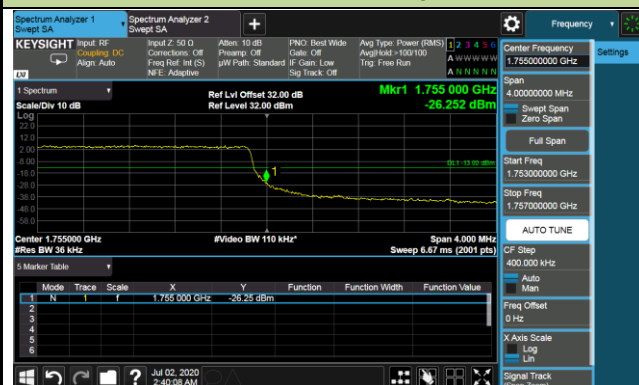 Spectrum Analyzer 1
Swept SA
Spectrum Analyzer 2
Swept SA
+
Frequency
KEYSIGHT
Input: RF
Coupling: DC
Align: Auto
Input Z: 50 Ω
Corrections: Off
Freq Ref: Int (S)
NFE: Adaptive
Atten: 10 dB
Preamp: Off
µW Path: Standard
PNO: Best Wide
Gate: Off
IF Gain: Low
Sig Track: Off
Avg Type: Power (RMS)
Avg|Hold:>100/100
Trig: Free Run
1 2 3 4 5 6
A W W W W W
A N N N N N
LXI
Center Frequency
1.755000000 GHz
Settings
Span
4.00000000 MHz
Swept Span
Zero Span
Full Span
Start Freq
1.753000000 GHz
Stop Freq
1.757000000 GHz
AUTO TUNE
CF Step
400.000 kHz
Auto
Man
Freq Offset
0 Hz
X Axis Scale
Log
Lin
Signal Track
(Span Zoom)
1 Spectrum
Scale/Div 10 dB
Ref Lvl Offset 32.00 dB
Ref Level 32.00 dBm
Mkr1 1.755 000 GHz
-26.252 dBm
Log
22.0
12.0
2.00
-8.00
-18.0
-28.0
-38.0
-48.0
-58.0
DL1 -13.00 dBm
1
Center 1.755000 GHz
#Res BW 36 kHz
#Video BW 110 kHz*
Span 4.000 MHz
Sweep 6.67 ms (2001 pts)
5 Marker Table
Mode Trace Scale X Y Function Function Width Function Value
1 N 1 f 1.755 000 GHz -26.25 dBm
2
3
4
5
6
?
Jul 02, 2020
2:40:08 AM